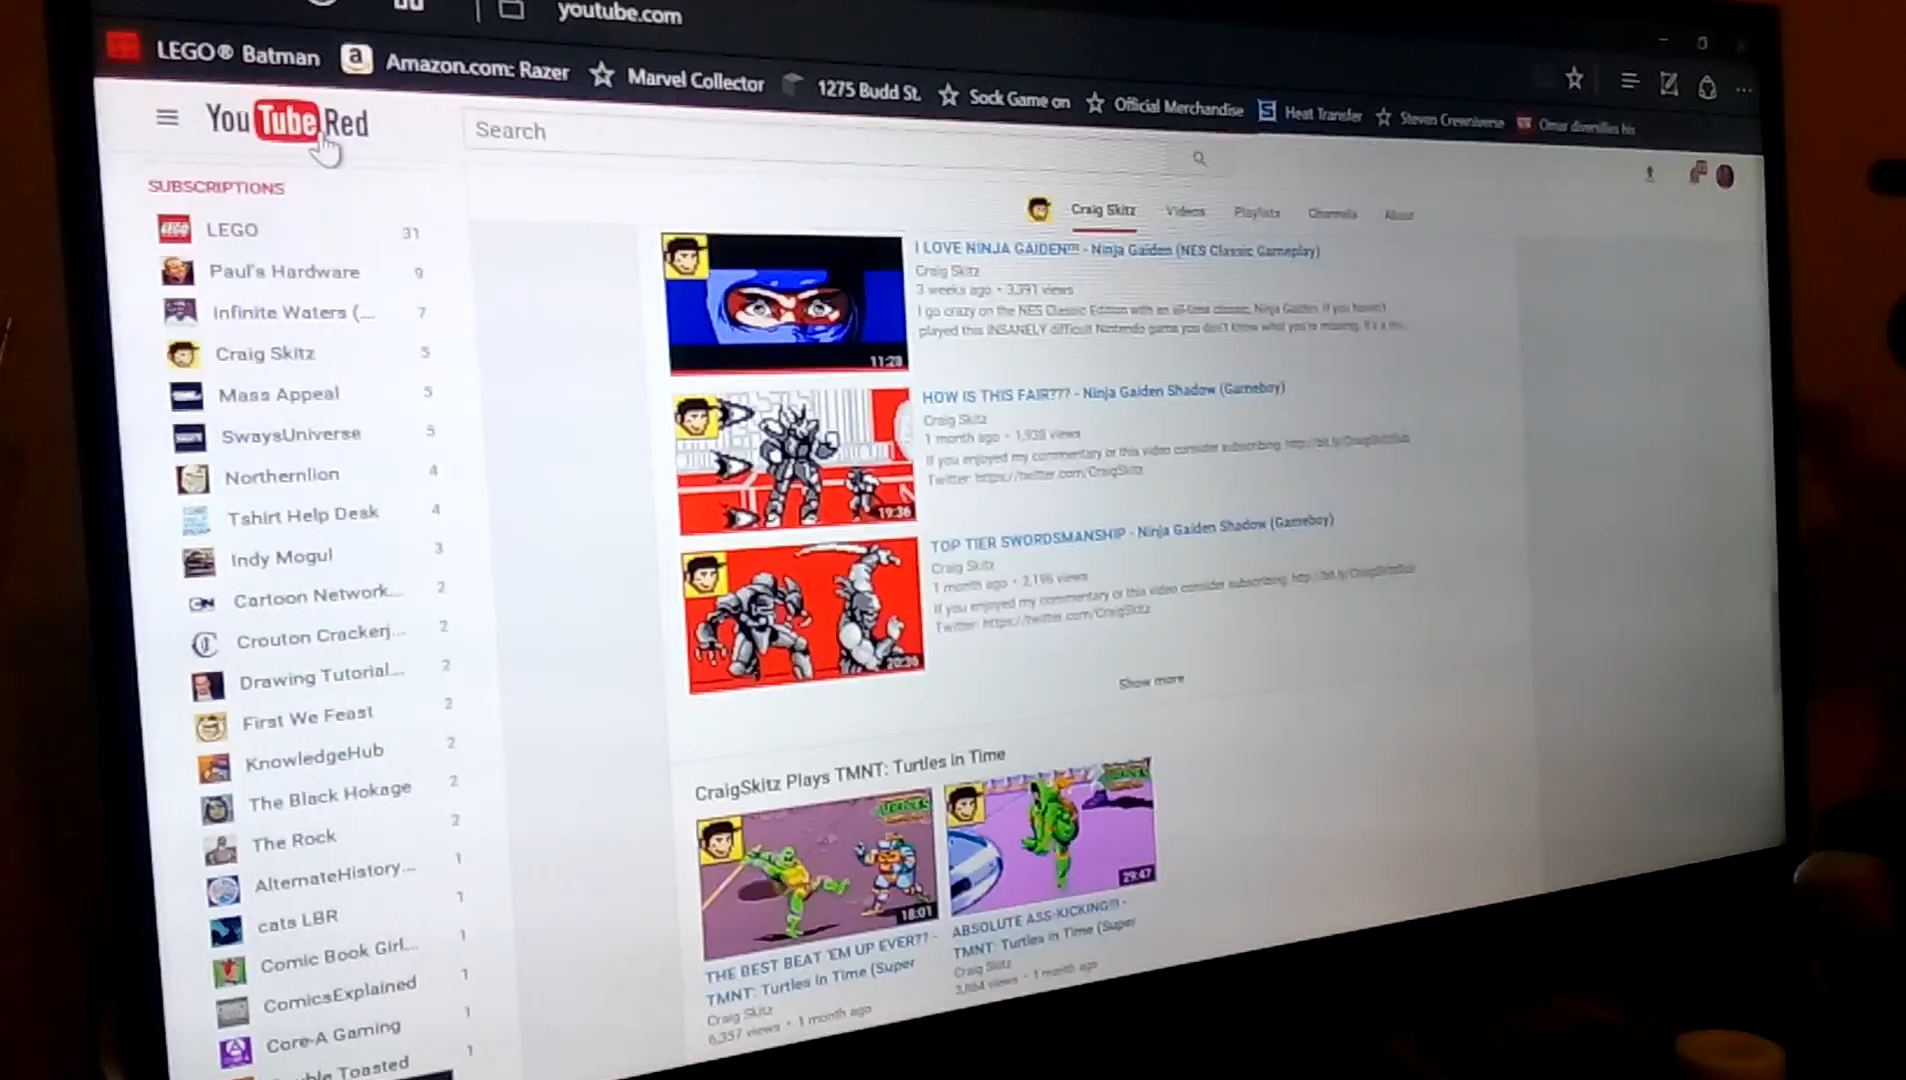 youtube.com
LEGO® Batman
Amazon.com: Razer
Marvel Collector
1275 Budd St.
Sock Game on
Official Merchandise
Heat Transfer
Steven Crewniverse
Omar diversifies his
YouTube Red
Search
SUBSCRIPTIONS
LEGO 31
Paul's Hardware 9
Infinite Waters (... 7
Craig Skitz 5
Mass Appeal 5
SwaysUniverse 5
Northernlion 4
Tshirt Help Desk 4
Indy Mogul 3
Cartoon Network... 2
Crouton Crackerj... 2
Drawing Tutorial... 2
First We Feast 2
KnowledgeHub 2
The Black Hokage 2
The Rock 2
AlternateHistory... 1
cats LBR 1
Comic Book Girl... 1
ComicsExplained 1
Core-A Gaming 1
Toasted 1
Craig Skitz Videos Playlists Channels About
I LOVE NINJA GAIDEN!!! - Ninja Gaiden (NES Classic Gameplay)
Craig Skitz
3 weeks ago • 3,391 views
I go crazy on the NES Classic Edition with an all-time classic, Ninja Gaiden. If you haven't
played this INSANELY difficult Nintendo game you don't know what you're missing. It's a
11:23
HOW IS THIS FAIR??? - Ninja Gaiden Shadow (Gameboy)
Craig Skitz
1 month ago • 1,938 views
If you enjoyed my commentary or this video consider subscribing:
Twitter: https://twitter.com/CraigSkitz
19:36
TOP TIER SWORDSMANSHIP - Ninja Gaiden Shadow (Gameboy)
Craig Skitz
1 month ago • 2,196 views
If you enjoyed my commentary or this video consider subscribing:
Twitter: https://twitter.com/CraigSkitz
20:36
Show more
CraigSkitz Plays TMNT: Turtles in Time
18:01
THE BEST BEAT 'EM UP EVER?? -
TMNT: Turtles in Time (Super
Craig Skitz
6,357 views • 1 month ago
29:47
ABSOLUTE ASS-KICKING!!! -
TMNT: Turtles in Time (Super
Craig Skitz
3,864 views • 1 month ago